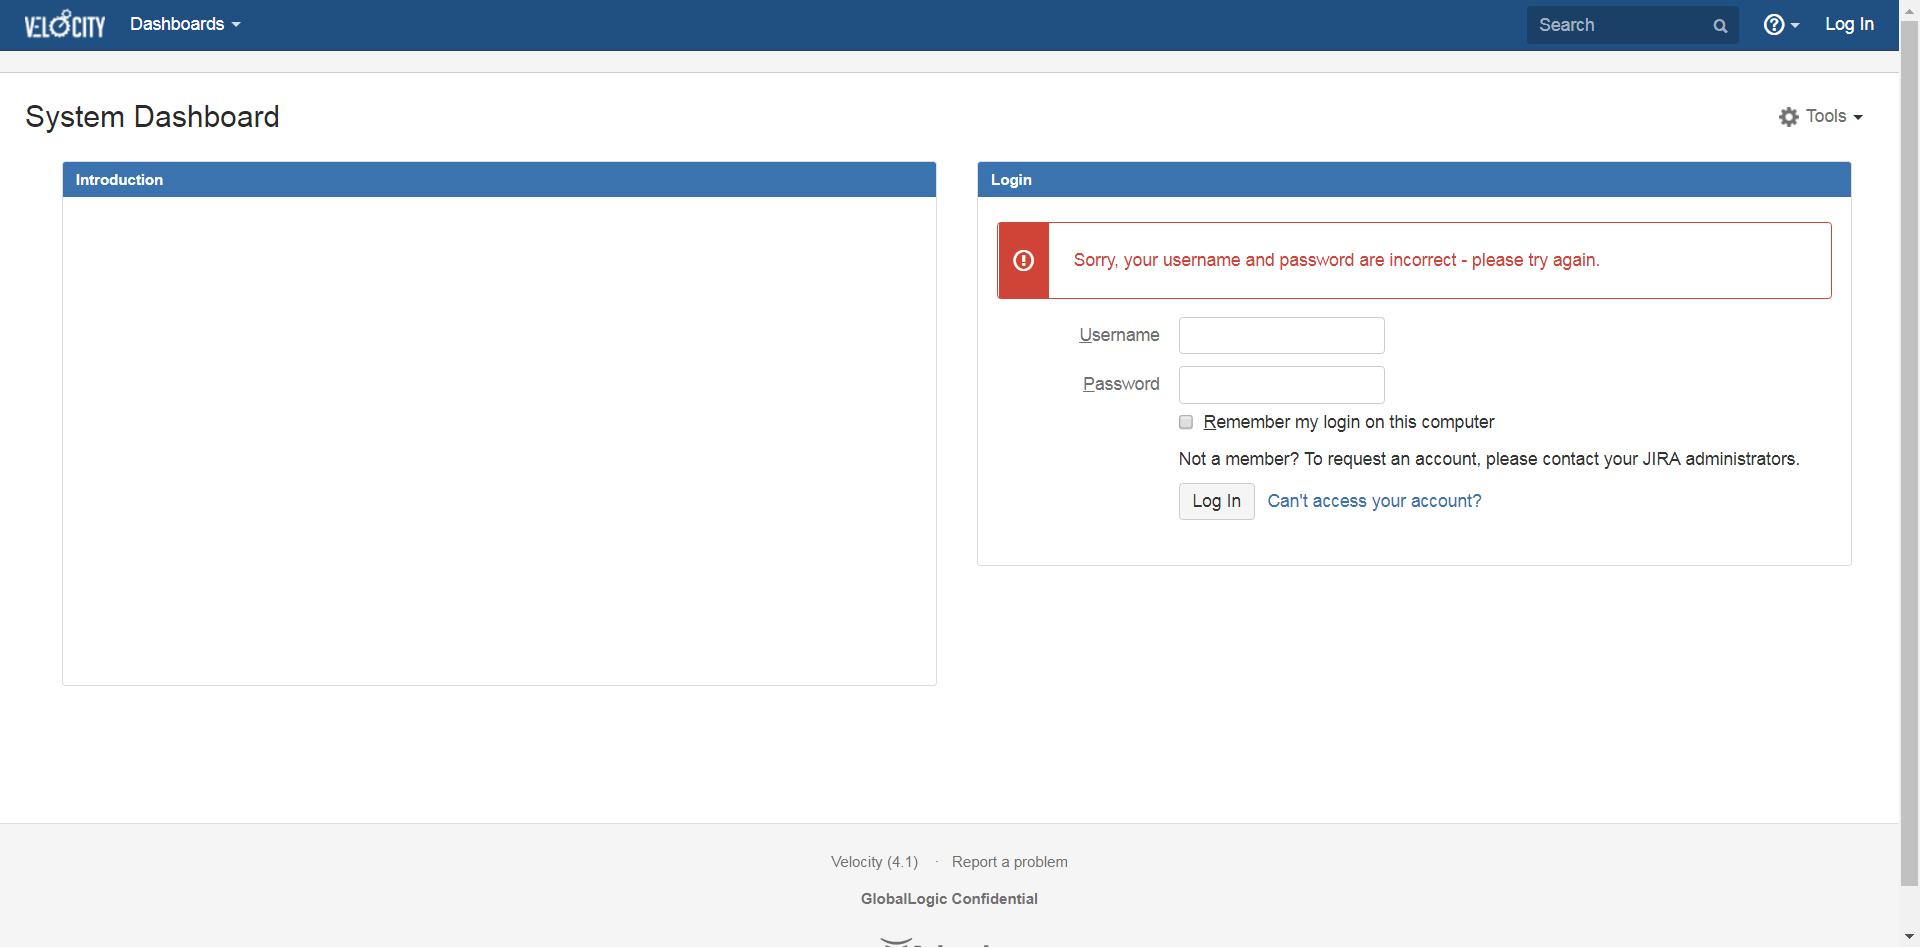 VELOCITY Dashboards Search Log In
System Dashboard Tools
Introduction
Login
Sorry, your username and password are incorrect - please try again.
Username
Password
Remember my login on this computer
Not a member? To request an account, please contact your JIRA administrators.
Log In Can't access your account?
Velocity (4.1) · Report a problem
GlobalLogic Confidential